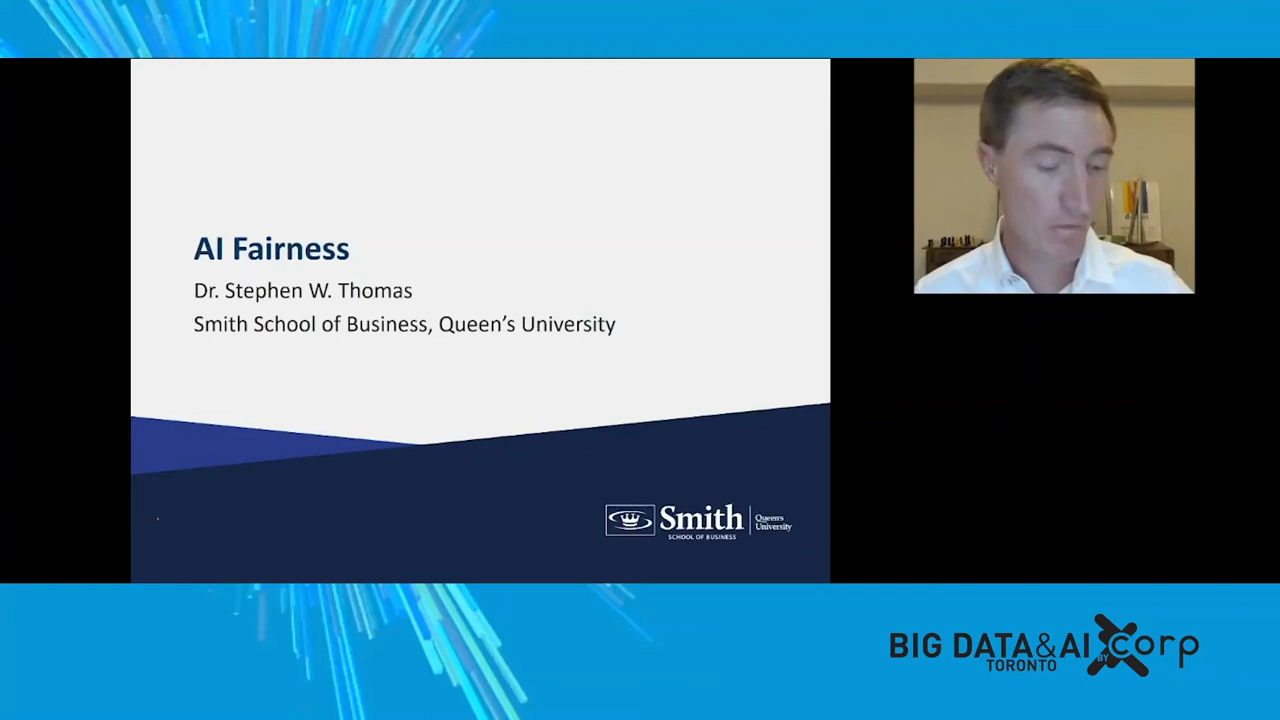 AI Fairness
Dr. Stephen W. Thomas
Smith School of Business, Queen's University
Smith
SCHOOL OF BUSINESS
Queen's
University
BIG DATA&AI
TORONTO
BY
corp